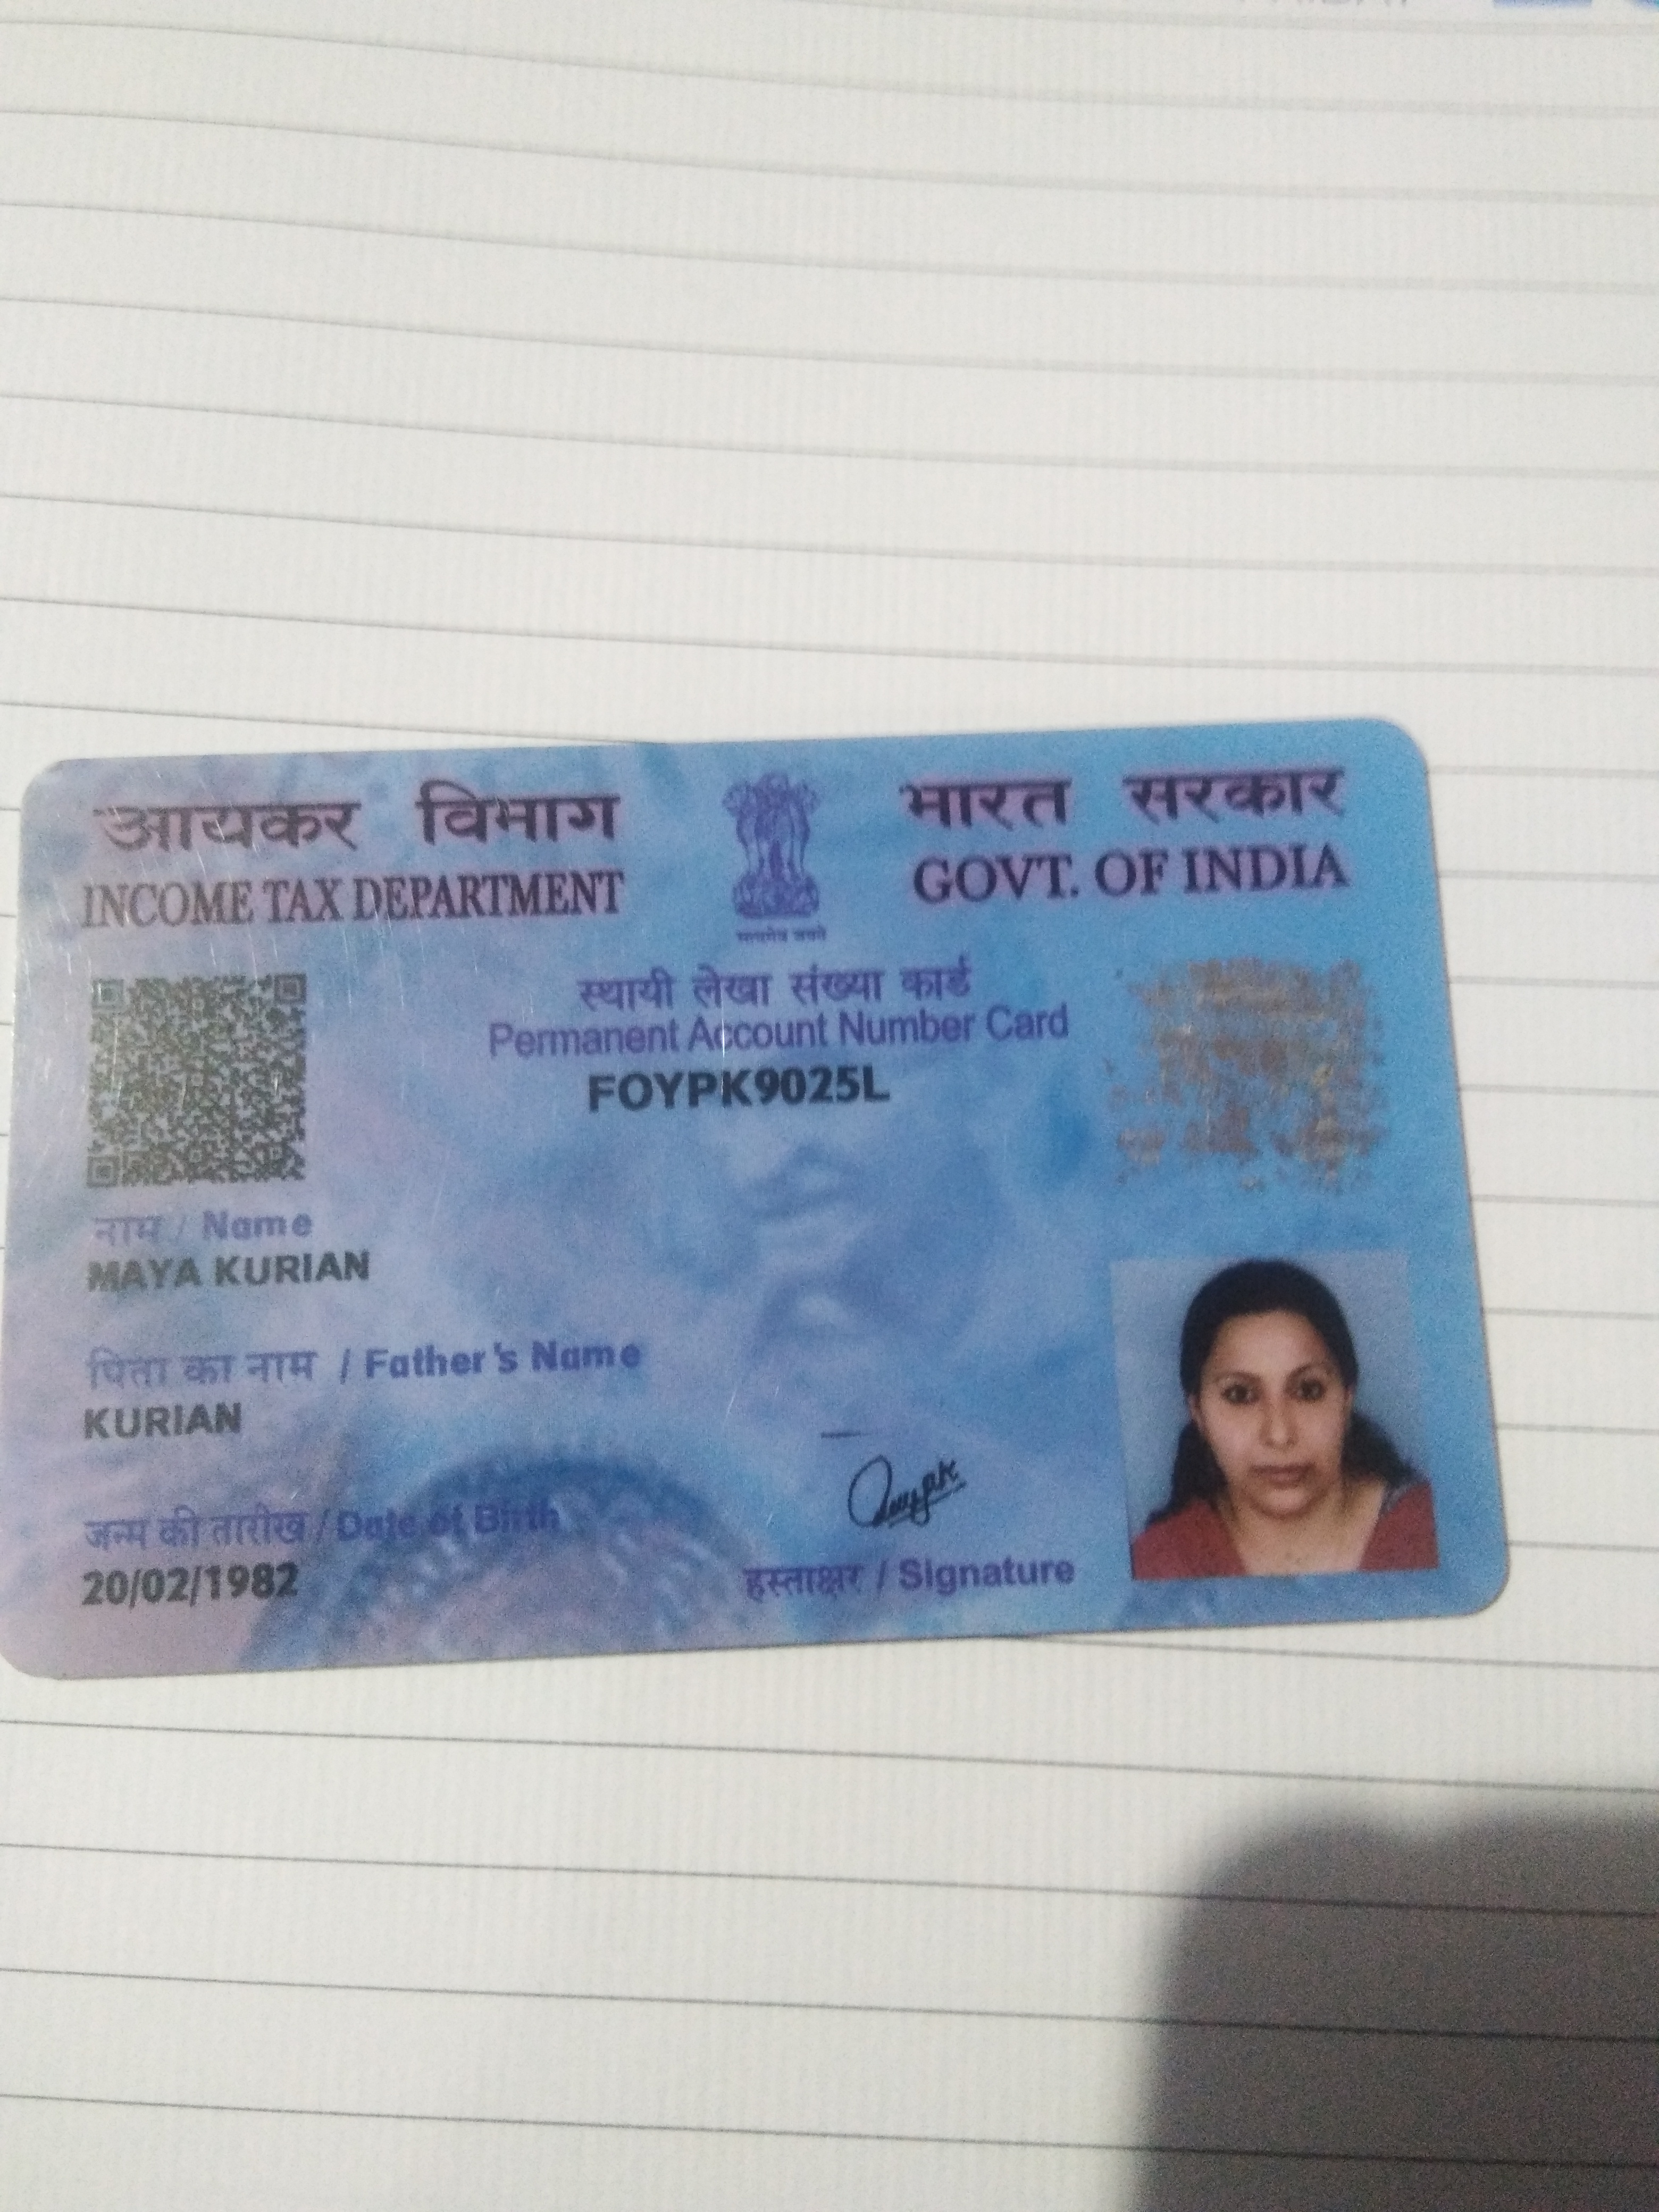 आयकर विभाग
INCOME TAX DEPARTMENT
भारत सरकार
GOVT. OF INDIA
सत्यमेव जयते
स्थायी लेखा संख्या कार्ड
Permanent Account Number Card
FOYPK9025L
नाम / Name
MAYA KURIAN
पिता का नाम / Father's Name
KURIAN
जन्म की तारीख / Date of Birth
20/02/1982
हस्ताक्षर / Signature